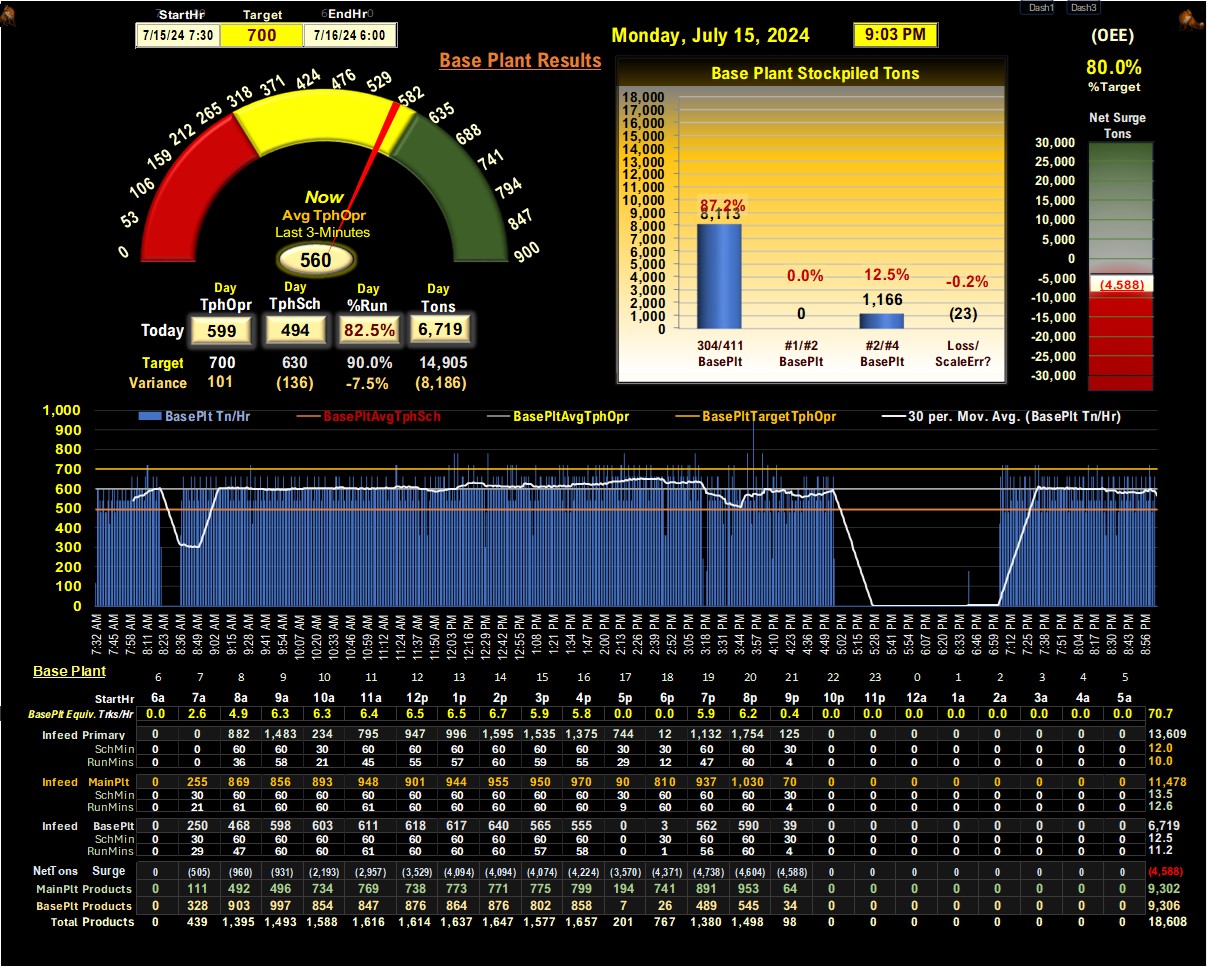 Dash1 Dash3
StartHr Target EndHr
7/15/24 7:30 700 7/16/24 6:00
Monday, July 15, 2024 9:03 PM
(OEE)
80.0%
%Target
Base Plant Results
0 53 106 159 212 265 318 371 424 476 529 582 635 688 741 794 847 900
Now
Avg TphOpr
Last 3-Minutes
560
Day Day Day Day
TphOpr TphSch %Run Tons
Today 599 494 82.5% 6,719
Target 700 630 90.0% 14,905
Variance 101 (136) -7.5% (8,186)
Base Plant Stockpiled Tons
18,000
17,000
16,000
15,000
14,000
13,000
12,000
11,000
10,000
9,000
8,000
7,000
6,000
5,000
4,000
3,000
2,000
1,000
0
87.2% 0.0% 12.5% -0.2%
8,113 0 1,166 (23)
304/411 #1/#2 #2/#4 Loss/
BasePlt BasePlt BasePlt ScaleErr?
Net Surge
Tons
30,000
25,000
20,000
15,000
10,000
5,000
0
-5,000
(4,588)
-10,000
-15,000
-20,000
-25,000
-30,000
BasePlt Tn/Hr BasePltAvgTphSch BasePltAvgTphOpr BasePltTargetTphOpr 30 per. Mov. Avg. (BasePlt Tn/Hr)
1,000
900
800
700
600
500
400
300
200
100
0
7:32 AM 7:45 AM 7:58 AM 8:11 AM 8:23 AM 8:36 AM 8:49 AM 9:02 AM 9:15 AM 9:28 AM 9:41 AM 9:54 AM 10:07 AM 10:20 AM 10:33 AM 10:46 AM 10:59 AM 11:12 AM 11:24 AM 11:37 AM 11:50 AM 12:03 PM 12:16 PM 12:29 PM 12:42 PM 12:55 PM 1:08 PM 1:21 PM 1:34 PM 1:47 PM 2:00 PM 2:13 PM 2:26 PM 2:39 PM 2:52 PM 3:05 PM 3:18 PM 3:31 PM 3:44 PM 3:57 PM 4:10 PM 4:23 PM 4:36 PM 4:49 PM 5:02 PM 5:15 PM 5:28 PM 5:41 PM 5:54 PM 6:07 PM 6:20 PM 6:33 PM 6:46 PM 6:59 PM 7:12 PM 7:25 PM 7:38 PM 7:51 PM 8:04 PM 8:17 PM 8:30 PM 8:43 PM 8:56 PM
Base Plant 6 7 8 9 10 11 12 13 14 15 16 17 18 19 20 21 22 23 0 1 2 3 4 5
StartHr 6a 7a 8a 9a 10a 11a 12p 1p 2p 3p 4p 5p 6p 7p 8p 9p 10p 11p 12a 1a 2a 3a 4a 5a
BasePlt Equiv. Trks/Hr 0.0 2.6 4.9 6.3 6.3 6.4 6.5 6.5 6.7 5.9 5.8 0.0 0.0 5.9 6.2 0.4 0.0 0.0 0.0 0.0 0.0 0.0 0.0 0.0 70.7
Infeed Primary 0 0 882 1,483 234 795 947 996 1,595 1,535 1,375 744 12 1,132 1,754 125 0 0 0 0 0 0 0 0 13,609
SchMin 0 0 60 60 30 60 60 60 60 60 60 30 30 60 60 30 0 0 0 0 0 0 0 0 12.0
RunMins 0 0 36 58 21 45 55 57 60 59 55 29 12 47 60 4 0 0 0 0 0 0 0 0 10.0
Infeed MainPlt 0 255 869 856 893 948 901 944 955 950 970 90 810 937 1,030 70 0 0 0 0 0 0 0 0 11,478
SchMin 0 30 60 60 60 60 60 60 60 60 60 30 60 60 60 30 0 0 0 0 0 0 0 0 13.5
RunMins 0 21 61 60 60 61 60 60 60 60 60 9 60 60 60 4 0 0 0 0 0 0 0 0 12.6
Infeed BasePlt 0 250 468 598 603 611 618 617 640 565 555 0 3 562 590 39 0 0 0 0 0 0 0 0 6,719
SchMin 0 30 60 60 60 60 60 60 60 60 60 0 30 60 60 30 0 0 0 0 0 0 0 0 12.5
RunMins 0 29 47 60 60 61 60 60 60 57 58 0 1 56 60 4 0 0 0 0 0 0 0 0 11.2
NetTons Surge 0 (505) (960) (931) (2,193) (2,957) (3,529) (4,094) (4,094) (4,074) (4,224) (3,570) (4,371) (4,738) (4,604) (4,588) 0 0 0 0 0 0 0 0 (4,588)
MainPlt Products 0 111 492 496 734 769 738 773 771 775 799 194 741 891 953 64 0 0 0 0 0 0 0 0 9,302
BasePlt Products 0 328 903 997 854 847 876 864 876 802 858 7 26 489 545 34 0 0 0 0 0 0 0 0 9,306
Total Products 0 439 1,395 1,493 1,588 1,616 1,614 1,637 1,647 1,577 1,657 201 767 1,380 1,498 98 0 0 0 0 0 0 0 0 18,608